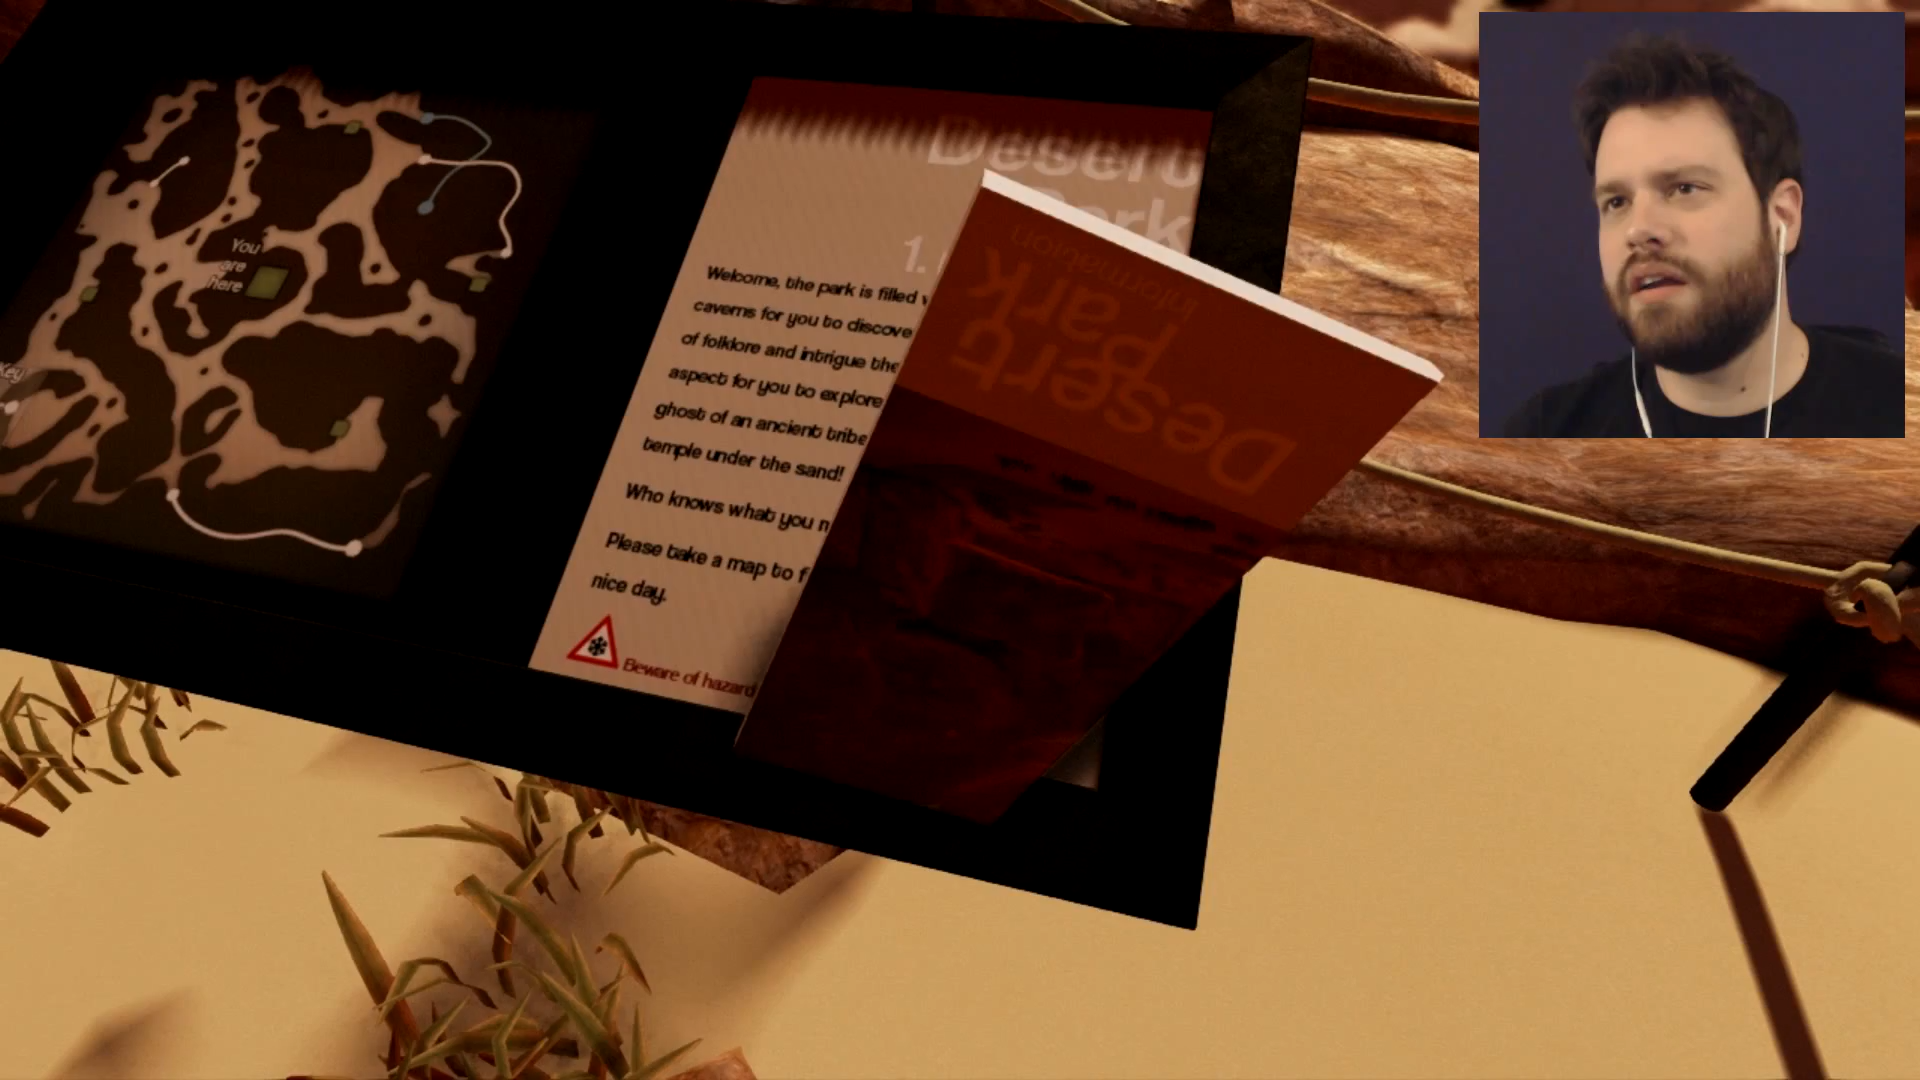 You
are
here
Key
Desert
Park
1.
Welcome, the park is filled
caverns for you to discove
of folklore and intrigue the
aspect for you to explore
ghost of an ancient tribe
temple under the sand!
Who knows what you
Please take a map to f
nice day.
Beware of hazard
Desert
Park
Information